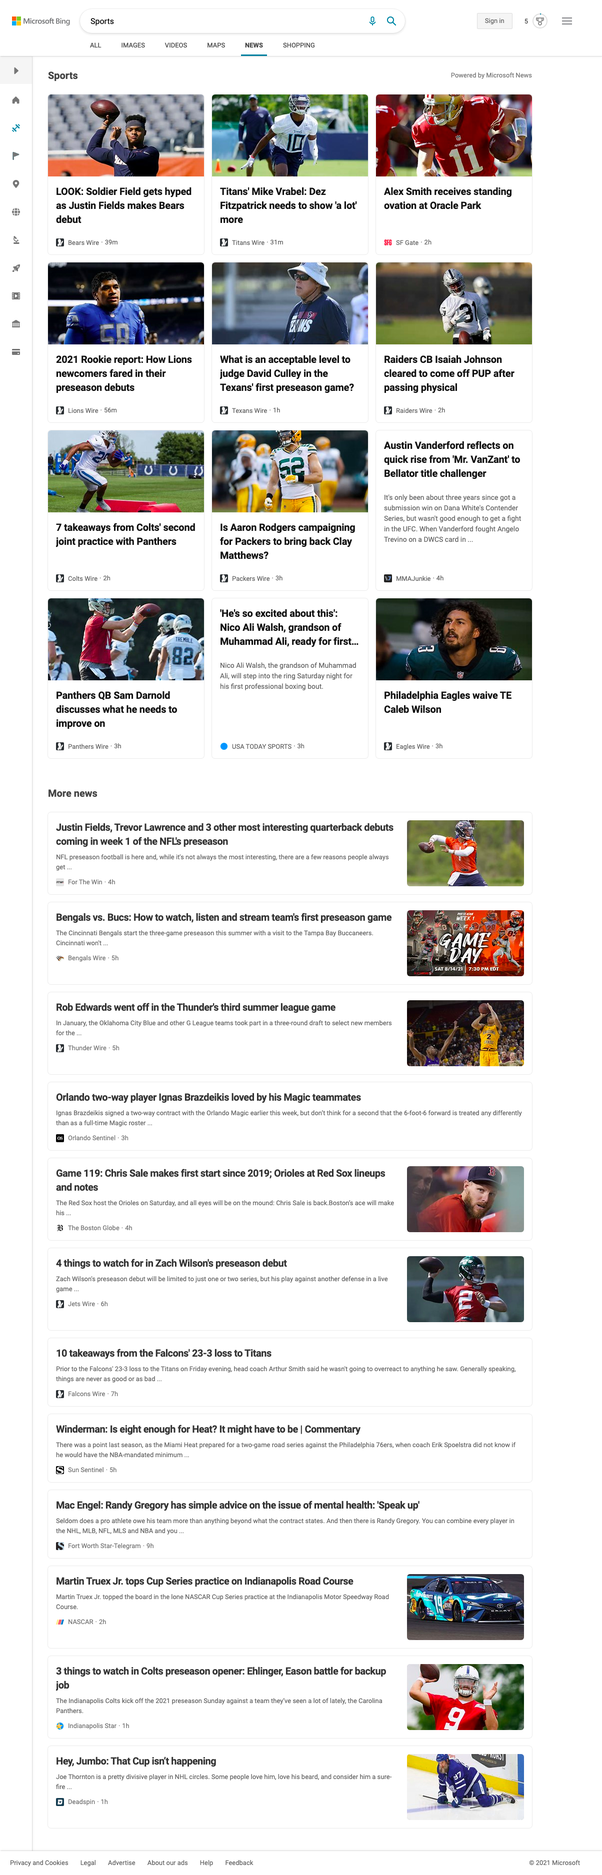 Microsoft Bing
Sports
Sign in
5
ALL IMAGES VIDEOS MAPS NEWS SHOPPING
Sports
Powered by Microsoft News
10
11
LOOK: Soldier Field gets hyped
as Justin Fields makes Bears
debut
Bears Wire · 39m
Titans' Mike Vrabel: Dez
Fitzpatrick needs to show 'a lot'
more
Titans Wire · 31m
Alex Smith receives standing
ovation at Oracle Park
SF Gate · 2h
58
31
2021 Rookie report: How Lions
newcomers fared in their
preseason debuts
Lions Wire · 56m
What is an acceptable level to
judge David Culley in the
Texans' first preseason game?
Texans Wire · 1h
Raiders CB Isaiah Johnson
cleared to come off PUP after
passing physical
Raiders Wire · 2h
52
7 takeaways from Colts' second
joint practice with Panthers
Colts Wire · 2h
Is Aaron Rodgers campaigning
for Packers to bring back Clay
Matthews?
Packers Wire · 3h
Austin Vanderford reflects on
quick rise from 'Mr. VanZant' to
Bellator title challenger
It's only been about three years since got a
submission win on Dana White's Contender
Series, but wasn't good enough to get a fight
in the UFC. When Vanderford fought Angelo
Trevino on a DWCS card in ...
MMAJunkie · 4h
82
Panthers QB Sam Darnold
discusses what he needs to
improve on
Panthers Wire · 3h
'He's so excited about this':
Nico Ali Walsh, grandson of
Muhammad Ali, ready for first...
Nico Ali Walsh, the grandson of Muhammad
Ali, will step into the ring Saturday night for
his first professional boxing bout.
USA TODAY SPORTS · 3h
Philadelphia Eagles waive TE
Caleb Wilson
Eagles Wire · 3h
More news
Justin Fields, Trevor Lawrence and 3 other most interesting quarterback debuts
coming in week 1 of the NFL's preseason
NFL preseason football is here and, while it's not always the most interesting, there are a few reasons people always
get ...
For The Win · 4h
Bengals vs. Bucs: How to watch, listen and stream team's first preseason game
The Cincinnati Bengals start the three-game preseason this summer with a visit to the Tampa Bay Buccaneers.
Cincinnati won't ...
Bengals Wire · 5h
WEEK 1
GAME
DAY
SAT 8/14/21 | 7:30 PM EDT
Rob Edwards went off in the Thunder's third summer league game
In January, the Oklahoma City Blue and other G League teams took part in a three-round draft to select new members
for the ...
Thunder Wire · 5h
2
Orlando two-way player Ignas Brazdeikis loved by his Magic teammates
Ignas Brazdeikis signed a two-way contract with the Orlando Magic earlier this week, but don't think for a second that the 6-foot-6 forward is treated any differently
than as a full-time Magic roster ...
Orlando Sentinel · 3h
Game 119: Chris Sale makes first start since 2019; Orioles at Red Sox lineups
and notes
The Red Sox host the Orioles on Saturday, and all eyes will be on the mound: Chris Sale is back.Boston's ace will make
his ...
The Boston Globe · 4h
4 things to watch for in Zach Wilson's preseason debut
Zach Wilson's preseason debut will be limited to just one or two series, but his play against another defense in a live
game ...
Jets Wire · 6h
2
10 takeaways from the Falcons' 23-3 loss to Titans
Prior to the Falcons' 23-3 loss to the Titans on Friday evening, head coach Arthur Smith said he wasn't going to overreact to anything he saw. Generally speaking,
things are never as good or as bad ...
Falcons Wire · 7h
Winderman: Is eight enough for Heat? It might have to be | Commentary
There was a point last season, as the Miami Heat prepared for a two-game road series against the Philadelphia 76ers, when coach Erik Spoelstra did not know if
he would have the NBA-mandated minimum ...
Sun Sentinel · 5h
Mac Engel: Randy Gregory has simple advice on the issue of mental health: 'Speak up'
Seldom does a pro athlete owe his team more than anything beyond what the contract states. And then there is Randy Gregory. You can combine every player in
the NHL, MLB, NFL, MLS and NBA and you ...
Fort Worth Star-Telegram · 9h
Martin Truex Jr. tops Cup Series practice on Indianapolis Road Course
Martin Truex Jr. topped the board in the lone NASCAR Cup Series practice at the Indianapolis Motor Speedway Road
Course.
NASCAR · 2h
19
3 things to watch in Colts preseason opener: Ehlinger, Eason battle for backup
job
The Indianapolis Colts kick off the 2021 preseason Sunday against a team they've seen a lot of lately, the Carolina
Panthers.
Indianapolis Star · 1h
9
Hey, Jumbo: That Cup isn't happening
Joe Thornton is a pretty divisive player in NHL circles. Some people love him, love his beard, and consider him a sure-
fire ...
Deadspin · 1h
97
Privacy and Cookies Legal Advertise About our ads Help Feedback
© 2021 Microsoft